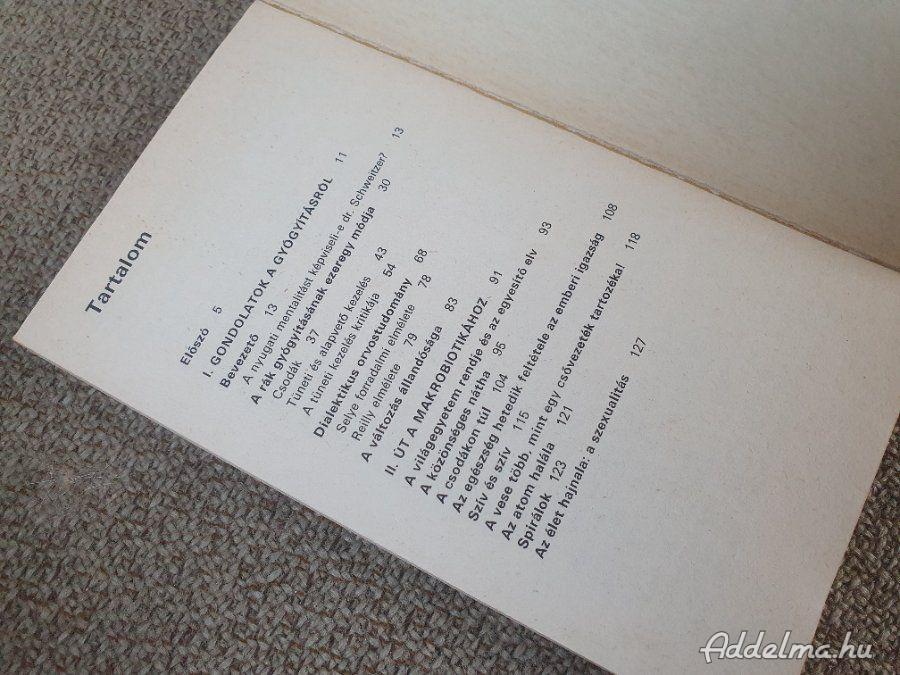 Tartalom
Előszó 5
I. GONDOLATOK A GYÓGYÍTÁSRÓL 11
Bevezető 13
A nyugati mentalitást képviseli-e dr. Schweitzer? 13
A rák gyógyításának ezeregy módja 30
Csodák 37
Tüneti és alapvető kezelés 43
A tüneti kezelés kritikája 54
Dialektikus orvostudomány 68
Selye forradalmi elmélete 78
Reilly elmélete 79
A változás állandósága 83
II. ÚT A MAKROBIOTIKÁHOZ 91
A világegyetem rendje és az egyesítő elv 93
A közönséges nátha 95
A csodákon túl 104
Az egészség hetedik feltétele az emberi igazság 108
Szív és szív 115
A vese több, mint egy csővezeték tartozéka! 118
Az atom halála 121
Spirálok 123
Az élet hajnala: a szexualitás 127
Addelma.hu